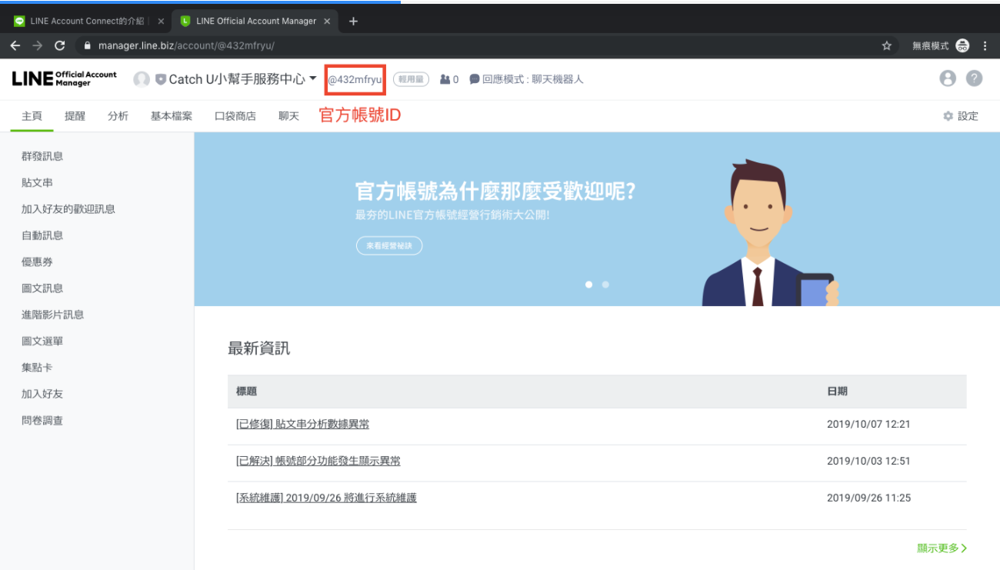 LINE Account Connect的介紹
LINE Official Account Manager
manager.line.biz/account/@432mfryu/
無痕模式
LINE Official Account Manager
Catch U小幫手服務中心
@432mfryu
輕用量
0
回應模式 : 聊天機器人
主頁
提醒
分析
基本檔案
口袋商店
聊天
官方帳號ID
設定
群發訊息
貼文串
加入好友的歡迎訊息
自動訊息
優惠券
圖文訊息
進階影片訊息
圖文選單
集點卡
加入好友
問卷調查
官方帳號為什麼那麼受歡迎呢?
最夯的LINE官方帳號經營行銷術大公開!
來看經營秘訣
最新資訊
標題 日期
[已修復] 貼文串分析數據異常 2019/10/07 12:21
[已解決] 帳號部分功能發生顯示異常 2019/10/03 12:51
[系統維護] 2019/09/26 將進行系統維護 2019/09/26 11:25
顯示更多